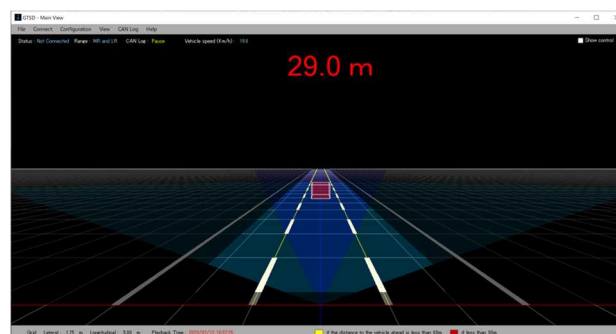 GTSD - Main View
File Connect Configuration View CAN Log Help
Status : Not Connected Range : MR and LR CAN Log : Pause Vehicle speed (Km/h) : Show control
29.0 m
Grid Lateral : 1.75 m Longitudinal : 5.00 m Playback Time : if the distance to the vehicle ahead is less than 60m if less than 30m